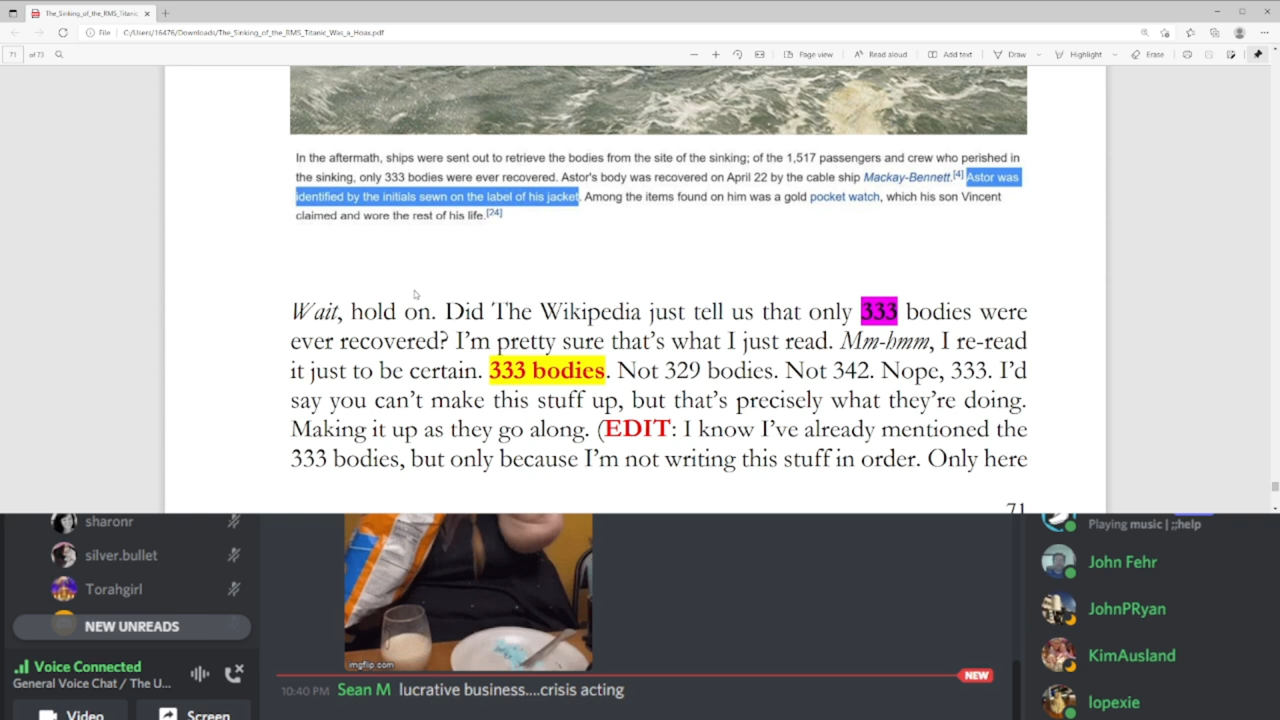 The_Sinking_of_the_RMS_Titanic_
File C:/Users/16476/Downloads/The_Sinking_of_the_RMS_Titanic_Was_a_Hoax.pdf
71 of 73
Page view Read aloud Add text Draw Highlight Erase
In the aftermath, ships were sent out to retrieve the bodies from the site of the sinking; of the 1,517 passengers and crew who perished in
the sinking, only 333 bodies were ever recovered. Astor's body was recovered on April 22 by the cable ship Mackay-Bennett.[4] Astor was
identified by the initials sewn on the label of his jacket. Among the items found on him was a gold pocket watch, which his son Vincent
claimed and wore the rest of his life.[24]
Wait, hold on. Did The Wikipedia just tell us that only 333 bodies were
ever recovered? I'm pretty sure that's what I just read. Mm-hmm, I re-read
it just to be certain. 333 bodies. Not 329 bodies. Not 342. Nope, 333. I'd
say you can't make this stuff up, but that's precisely what they're doing.
Making it up as they go along. (EDIT: I know I've already mentioned the
333 bodies, but only because I'm not writing this stuff in order. Only here
71
sharonr
silver.bullet
Torahgirl
NEW UNREADS
Voice Connected
General Voice Chat / The U...
Video Screen
imgflip.com
NEW
10:40 PM Sean M lucrative business....crisis acting
Playing music | ;;help
John Fehr
JohnPRyan
KimAusland
lopexie